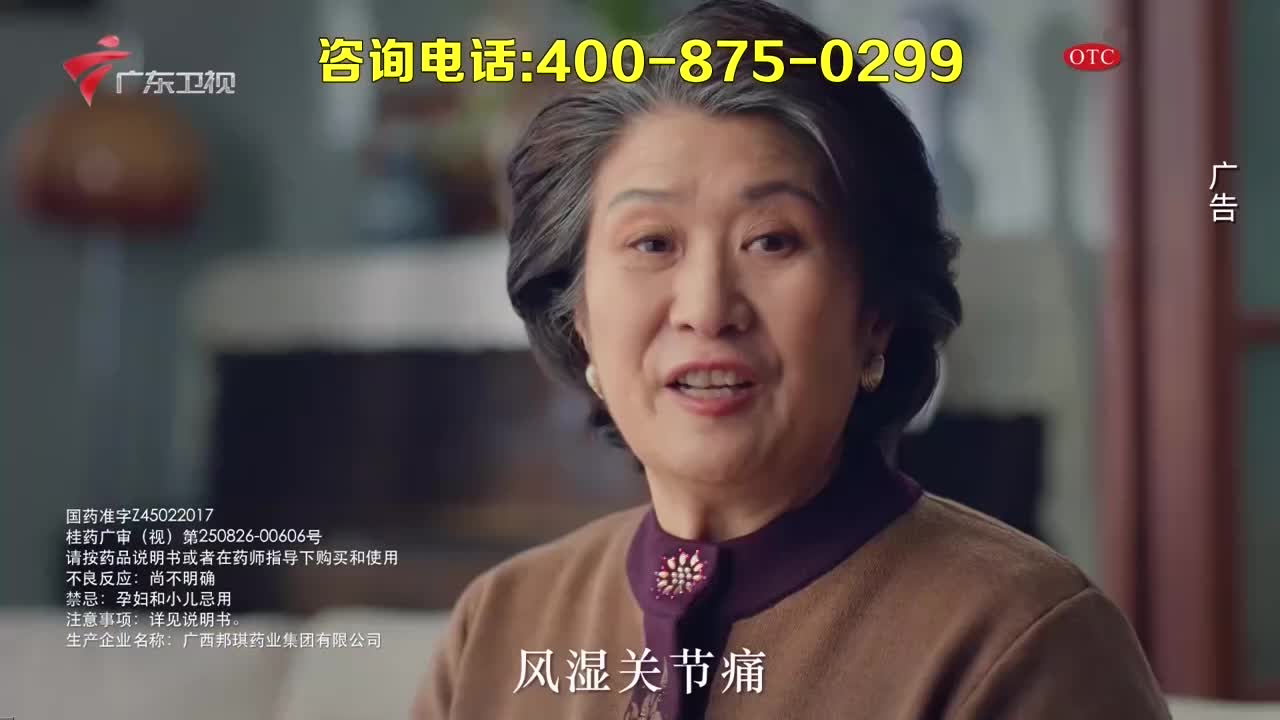 广东卫视
咨询电话:400-875-0299
OTC
广告
国药准字Z45022017
桂药广审（视）第250826-00606号
请按药品说明书或者在药师指导下购买和使用
不良反应：尚不明确
禁忌：孕妇和小儿忌用
注意事项：详见说明书。
生产企业名称：广西邦琪药业集团有限公司
风湿关节痛